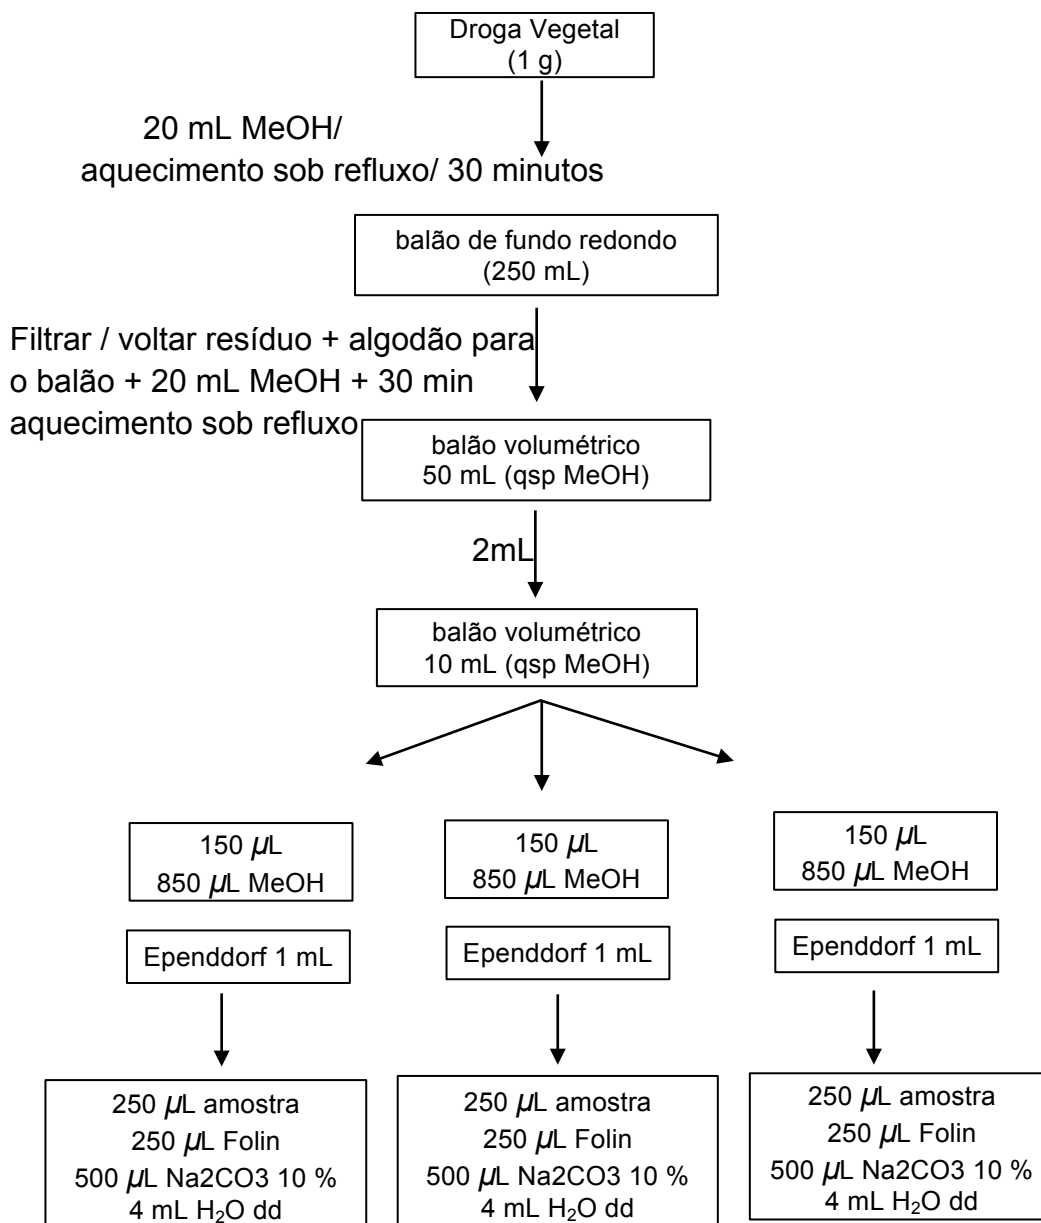 Droga Vegetal
(1 g)
20 mL MeOH/
aquecimento sob refluxo/ 30 minutos
balão de fundo redondo
(250 mL)
Filtrar / voltar resíduo + algodão para
o balão + 20 mL MeOH + 30 min
aquecimento sob refluxo
balão volumétrico
50 mL (qsp MeOH)
2mL
balão volumétrico
10 mL (qsp MeOH)
150 µL
850 µL MeOH
Ependdorf 1 mL
250 µL amostra
250 µL Folin
500 µL Na2CO3 10 %
4 mL H₂O dd
150 µL
850 µL MeOH
Ependdorf 1 mL
250 µL amostra
250 µL Folin
500 µL Na2CO3 10 %
4 mL H₂O dd
150 µL
850 µL MeOH
Ependdorf 1 mL
250 µL amostra
250 µL Folin
500 µL Na2CO3 10 %
4 mL H₂O dd